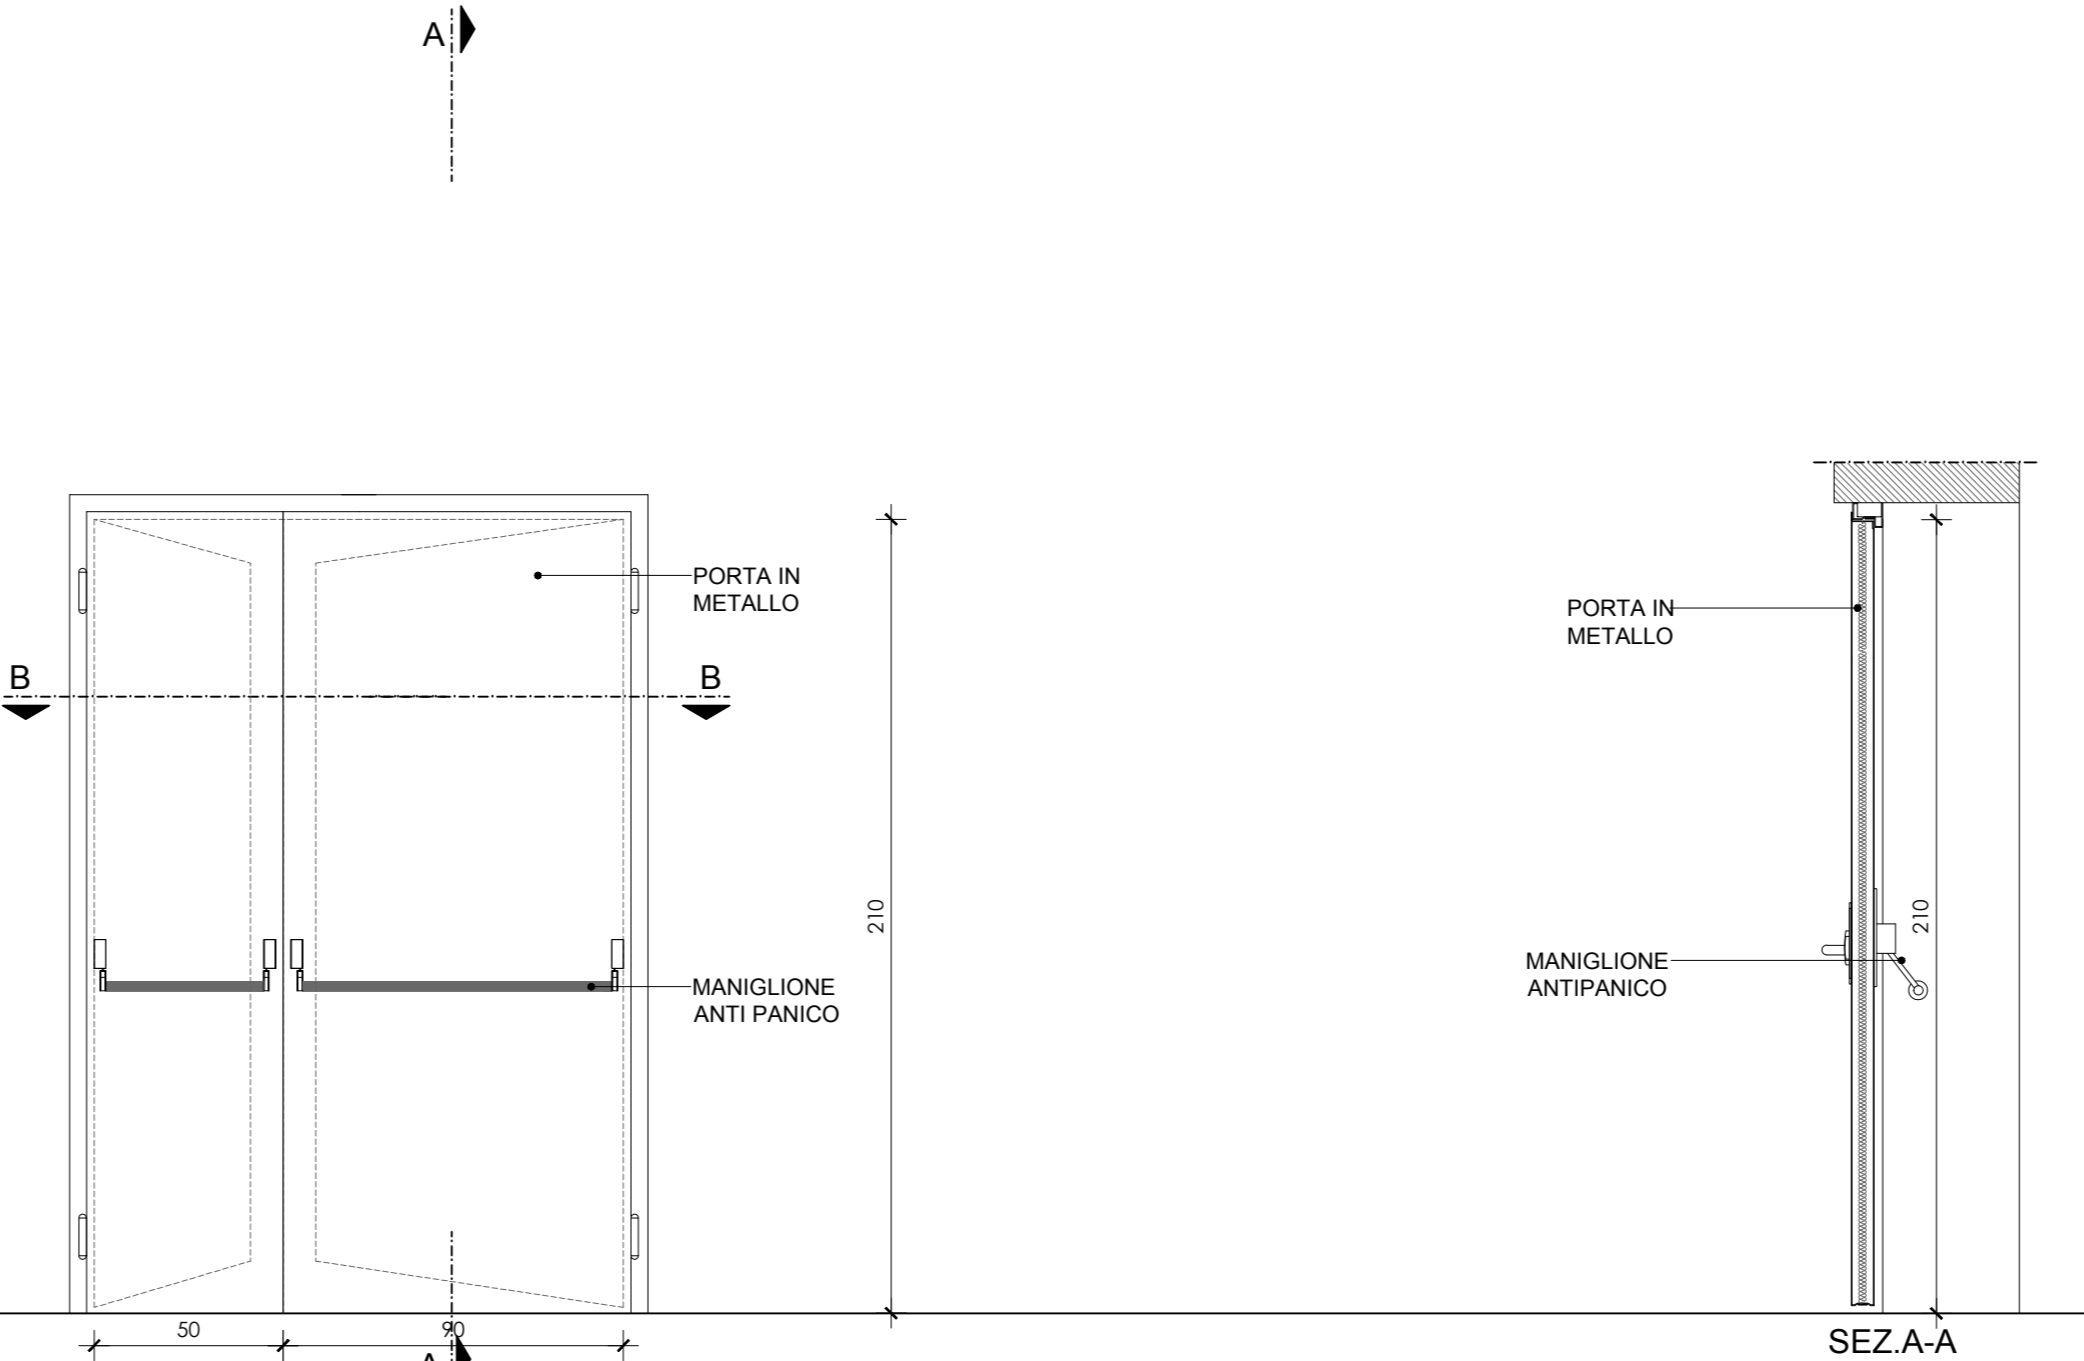 A
PORTA IN
METALLO
B
B
210
MANIGLIONE
ANTI PANICO
50
90
A
PORTA IN
METALLO
210
MANIGLIONE
ANTIPANICO
SEZ.A-A